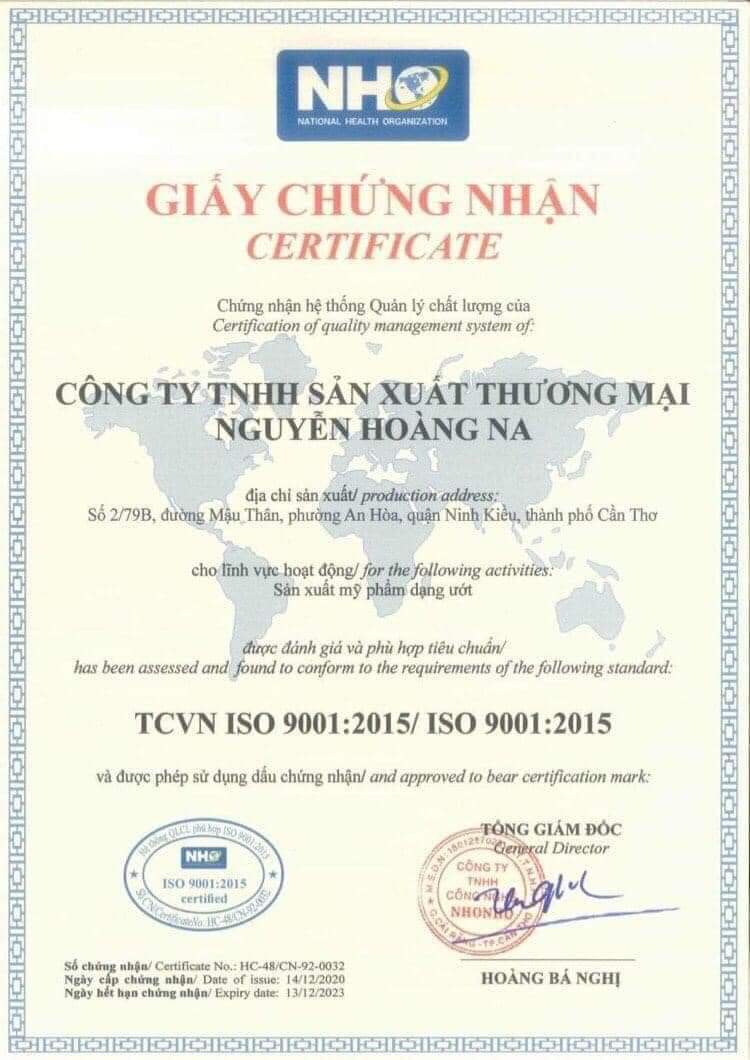 NHO
NATIONAL HEALTH ORGANIZATION
GIẤY CHỨNG NHẬN
CERTIFICATE
Chứng nhận hệ thống Quản lý chất lượng của
Certification of quality management system of:
CÔNG TY TNHH SẢN XUẤT THƯƠNG MẠI
NGUYỄN HOÀNG NA
địa chỉ sản xuất/ production address:
Số 2/79B, đường Mậu Thân, phường An Hòa, quận Ninh Kiều, thành phố Cần Thơ
cho lĩnh vực hoạt động/ for the following activities:
Sản xuất mỹ phẩm dạng ướt
được đánh giá và phù hợp tiêu chuẩn/
has been assessed and found to conform to the requirements of the following standard:
TCVN ISO 9001:2015/ ISO 9001:2015
và được phép sử dụng dấu chứng nhận/ and approved to bear certification mark:
Hệ thống QLCL phù hợp ISO 9001:2015
NHO
ISO 9001:2015
certified
Số CN/CertificateNo. HC-48/CN-92-0032
TỔNG GIÁM ĐỐC
General Director
CÔNG TY
TNHH
CÔNG
NHONHO
Q.CÁI RĂNG - TP.CẦN THƠ
HOÀNG BÁ NGHỊ
Số chứng nhận/ Certificate No.: HC-48/CN-92-0032
Ngày cấp chứng nhận/ Date of issue: 14/12/2020
Ngày hết hạn chứng nhận/ Expiry date: 13/12/2023